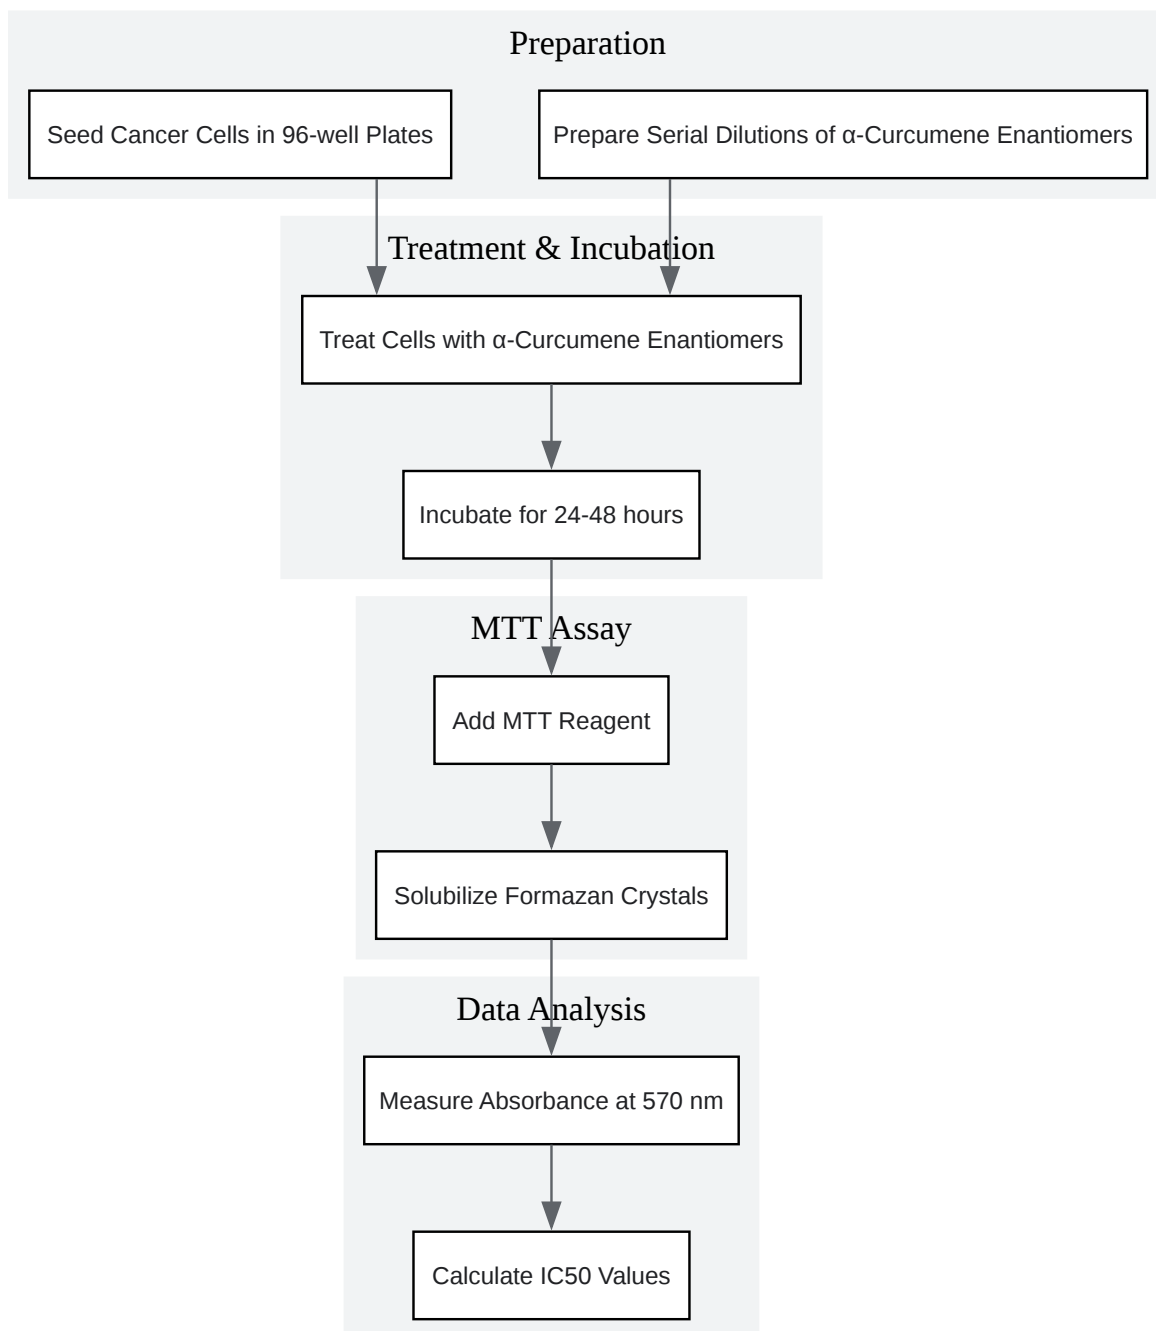 Preparation
Seed Cancer Cells in 96-well Plates
Prepare Serial Dilutions of α-Curcumene Enantiomers
Treatment & Incubation
Treat Cells with α-Curcumene Enantiomers
Incubate for 24-48 hours
MTT Assay
Add MTT Reagent
Solubilize Formazan Crystals
Data Analysis
Measure Absorbance at 570 nm
Calculate IC50 Values